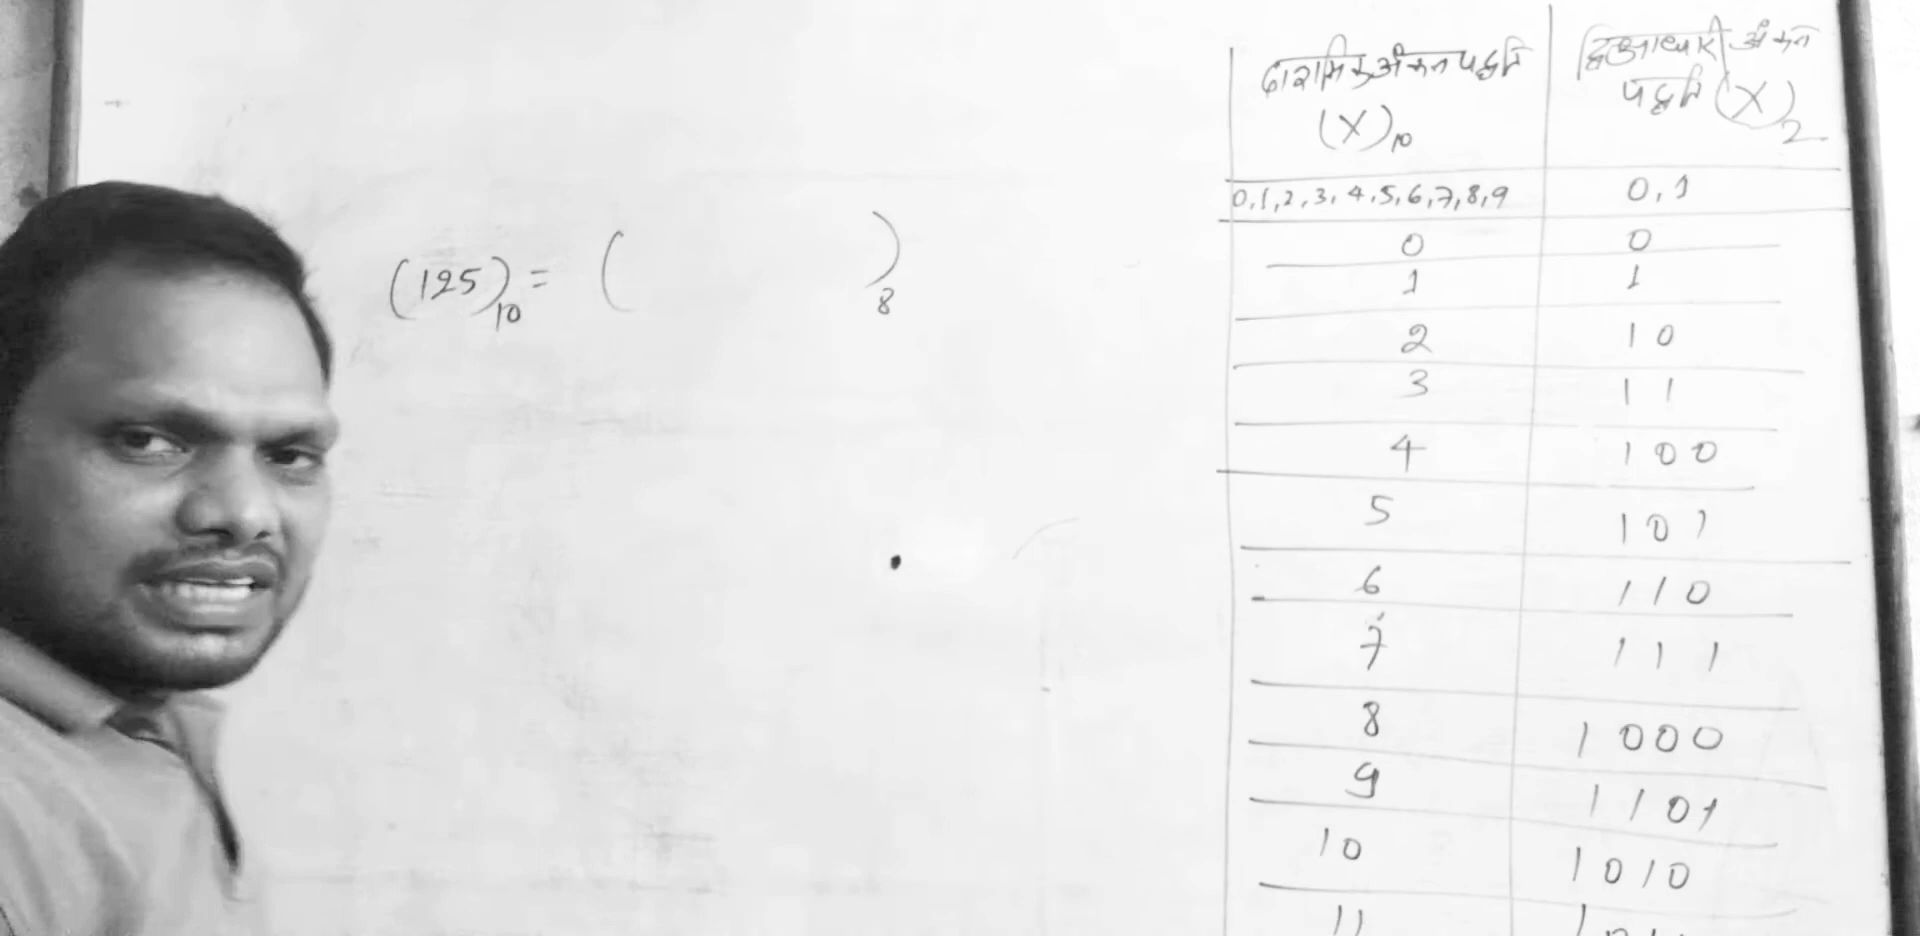 (125)10 = ( )8
दाशमिक अंकन पद्धति
(X)10
द्विआधारी अंकन
पद्धति (X)2
0,1,2,3,4,5,6,7,8,9 0,1
0 0
1 1
2 10
3 11
4 100
5 101
6 110
7 111
8 1000
9 1101
10 1010
11